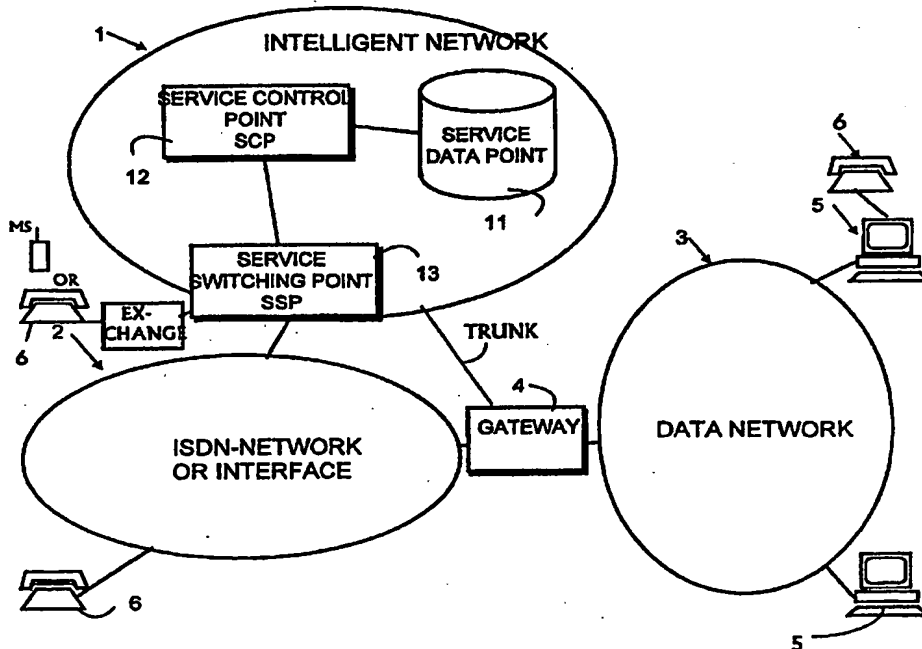 1
INTELLIGENT NETWORK
SERVICE CONTROL
POINT
SCP
12
SERVICE
DATA POINT
11
6
5
MS
OR
6
EX-
CHANGE
SERVICE
SWITCHING POINT
SSP
13
3
2
TRUNK
4
GATEWAY
ISDN-NETWORK
OR INTERFACE
DATA NETWORK
6
5